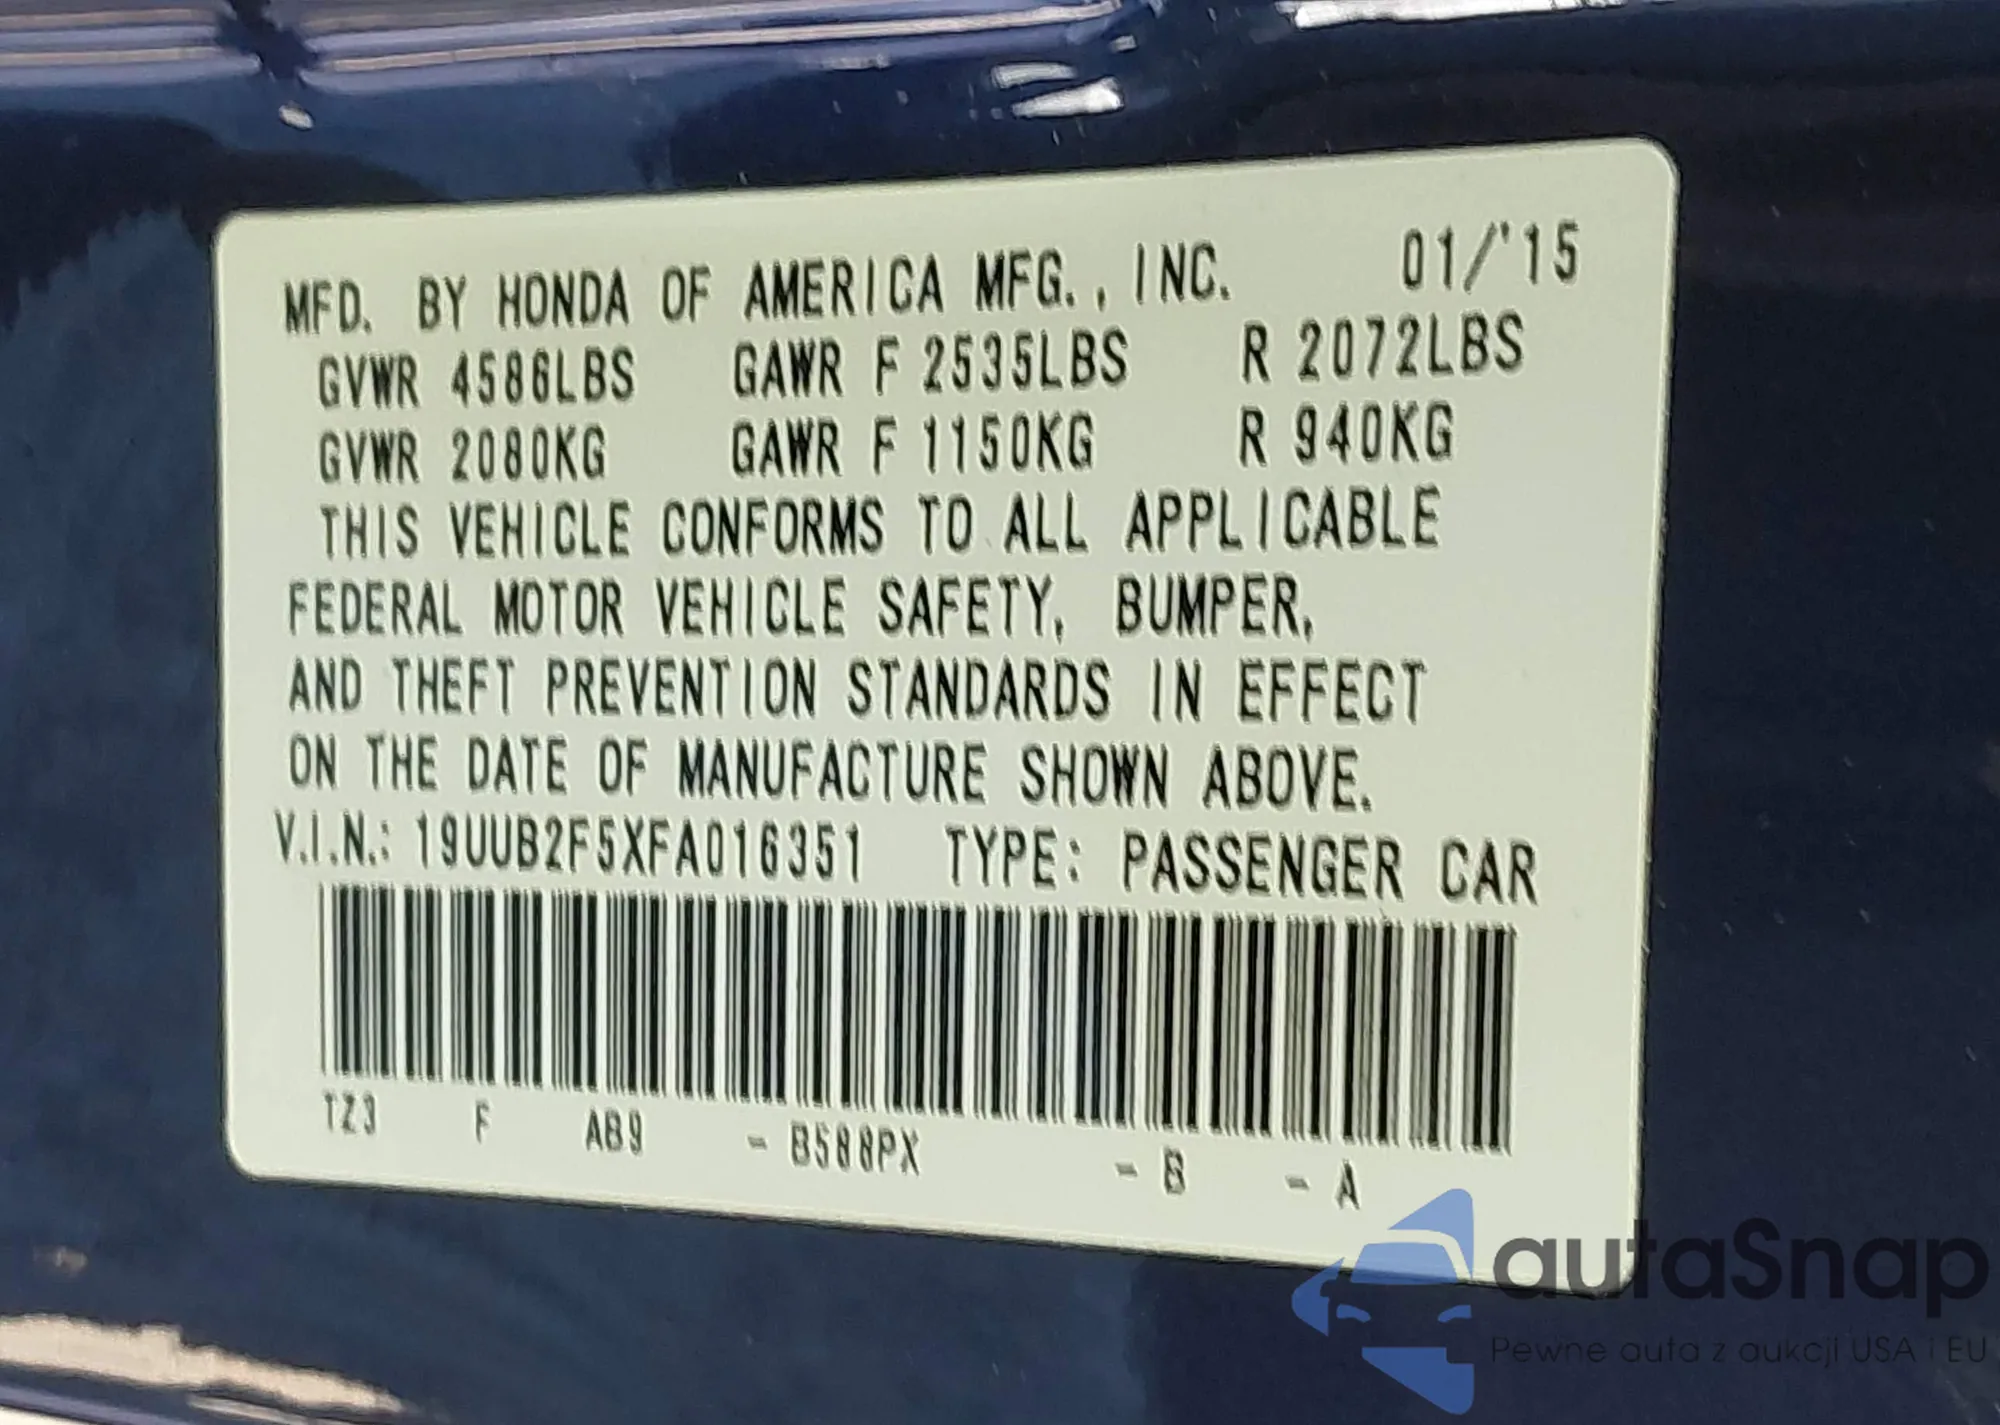 MFD. BY HONDA OF AMERICA MFG., INC. 01/'15
GVWR 4586LBS GAWR F 2535LBS R 2072LBS
GVWR 2080KG GAWR F 1150KG R 940KG
THIS VEHICLE CONFORMS TO ALL APPLICABLE
FEDERAL MOTOR VEHICLE SAFETY, BUMPER,
AND THEFT PREVENTION STANDARDS IN EFFECT
ON THE DATE OF MANUFACTURE SHOWN ABOVE.
V.I.N.: 19UUB2F5XFA016351 TYPE: PASSENGER CAR
TZ3 F AB9 - B588PX - B - A
autaSnap
Pewne auta z aukcji USA i EU